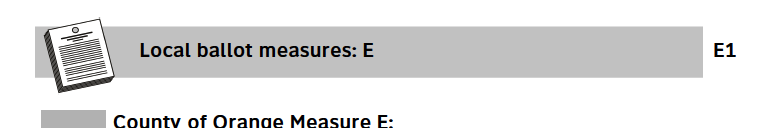 Local ballot measures: E
E1
County of Orange Measure E: